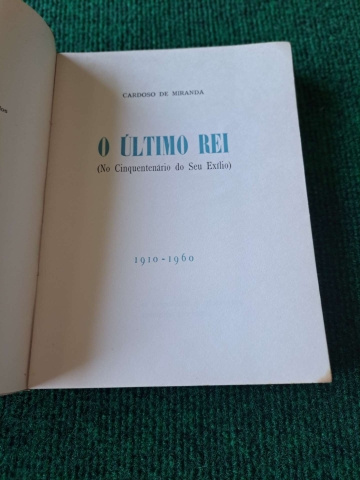 CARDOSO DE MIRANDA
O ÚLTIMO REI
(No Cinquentenário do Seu Exílio)
1910-1960